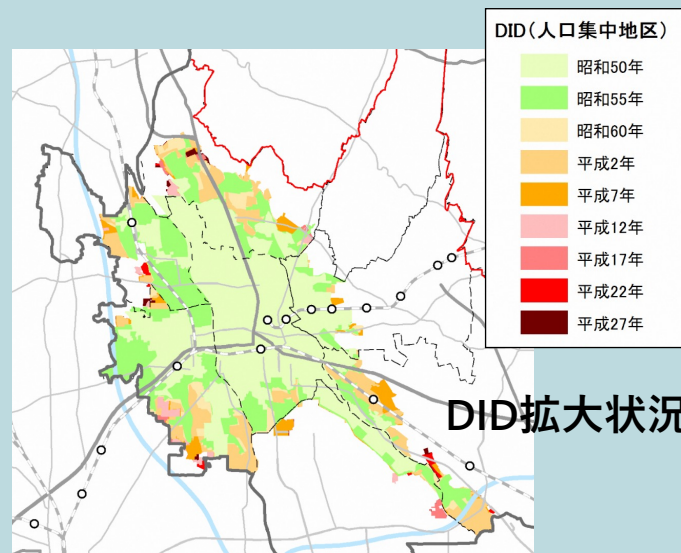 DID(人口集中地区)
昭和50年
昭和55年
昭和60年
平成2年
平成7年
平成12年
平成17年
平成22年
平成27年
DID拡大状況